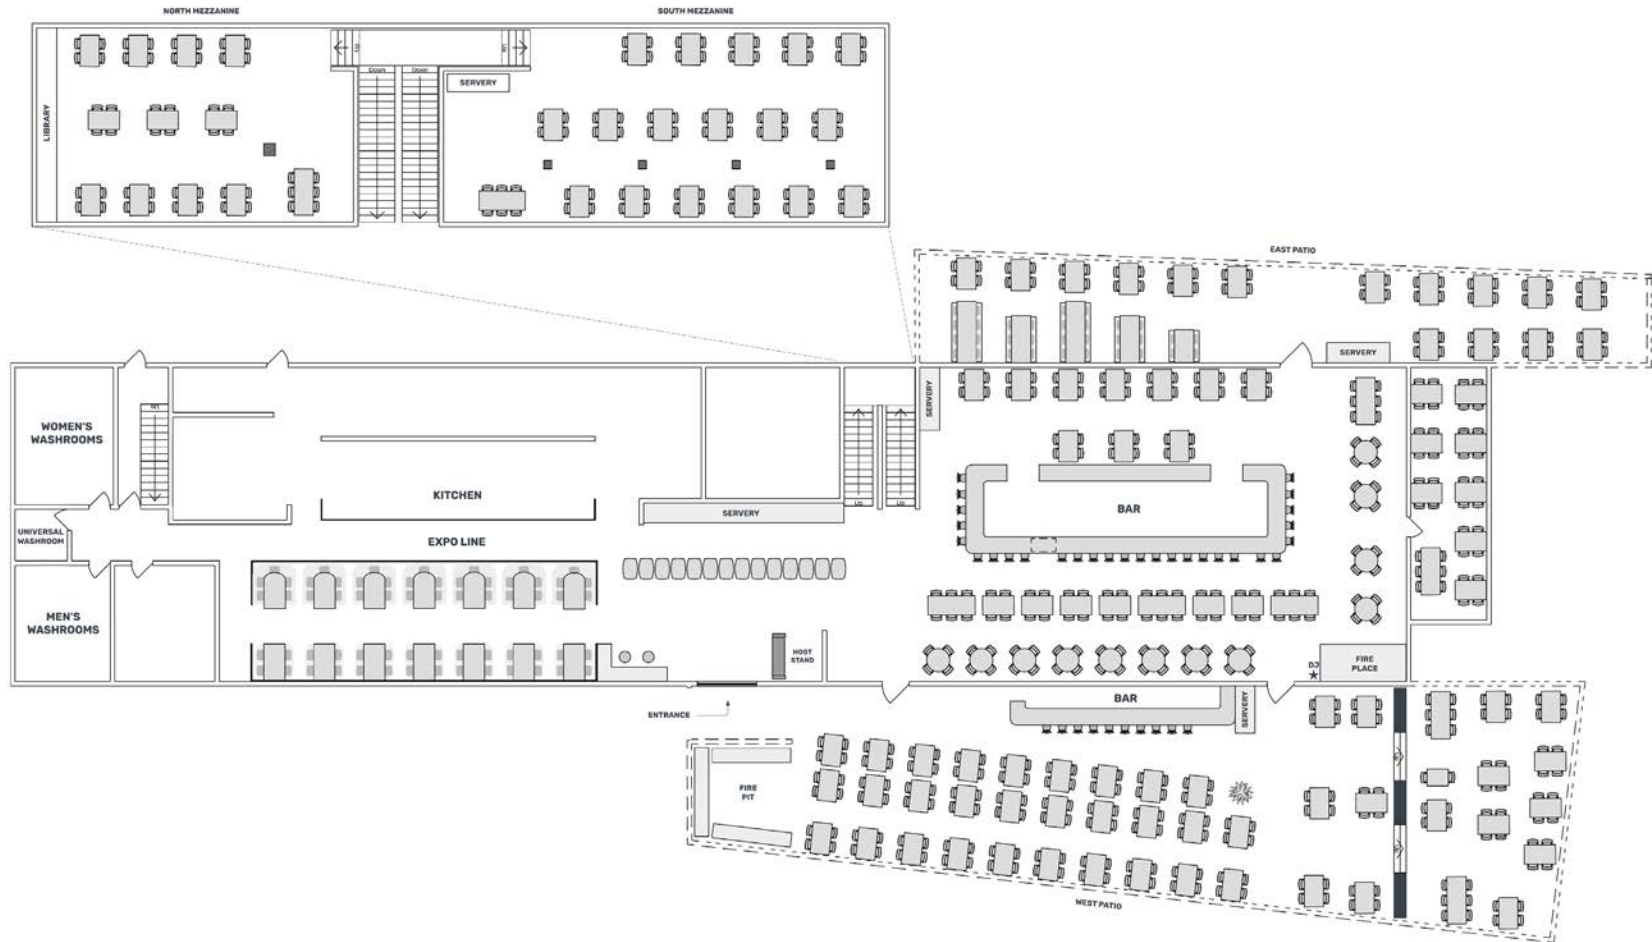 NORTH MEZZANINE
SOUTH MEZZANINE
LIBRARY
Up
Up
Down
Down
SERVERY
EAST PATIO
SERVERY
SERVERY
WOMEN'S
WASHROOMS
Up
KITCHEN
SERVERY
Up
Up
BAR
UNIVERSAL
WASHROOM
EXPO LINE
MEN'S
WASHROOMS
HOST
STAND
DJ
FIRE
PLACE
ENTRANCE
BAR
SERVERY
FIRE
PIT
WEST PATIO